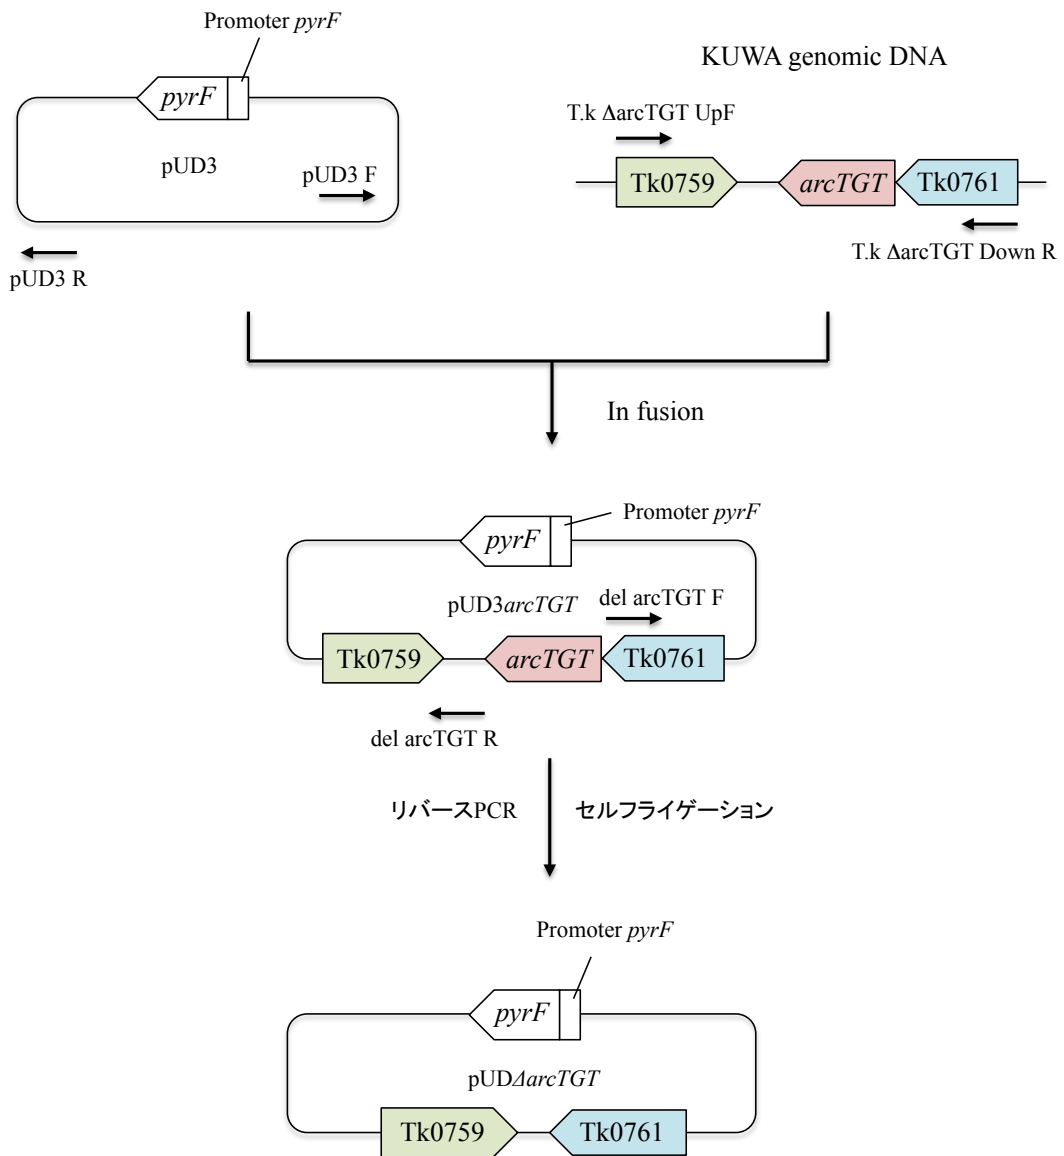 Promoter pyrF
pyrF
pUD3
pUD3 F
pUD3 R
KUWA genomic DNA
T.k ΔarcTGT UpF
Tk0759
arcTGT
Tk0761
T.k ΔarcTGT Down R
In fusion
Promoter pyrF
pyrF
pUD3arcTGT
del arcTGT F
Tk0759
arcTGT
Tk0761
del arcTGT R
リバースPCR
セルフライゲーション
Promoter pyrF
pyrF
pUDΔarcTGT
Tk0759
Tk0761